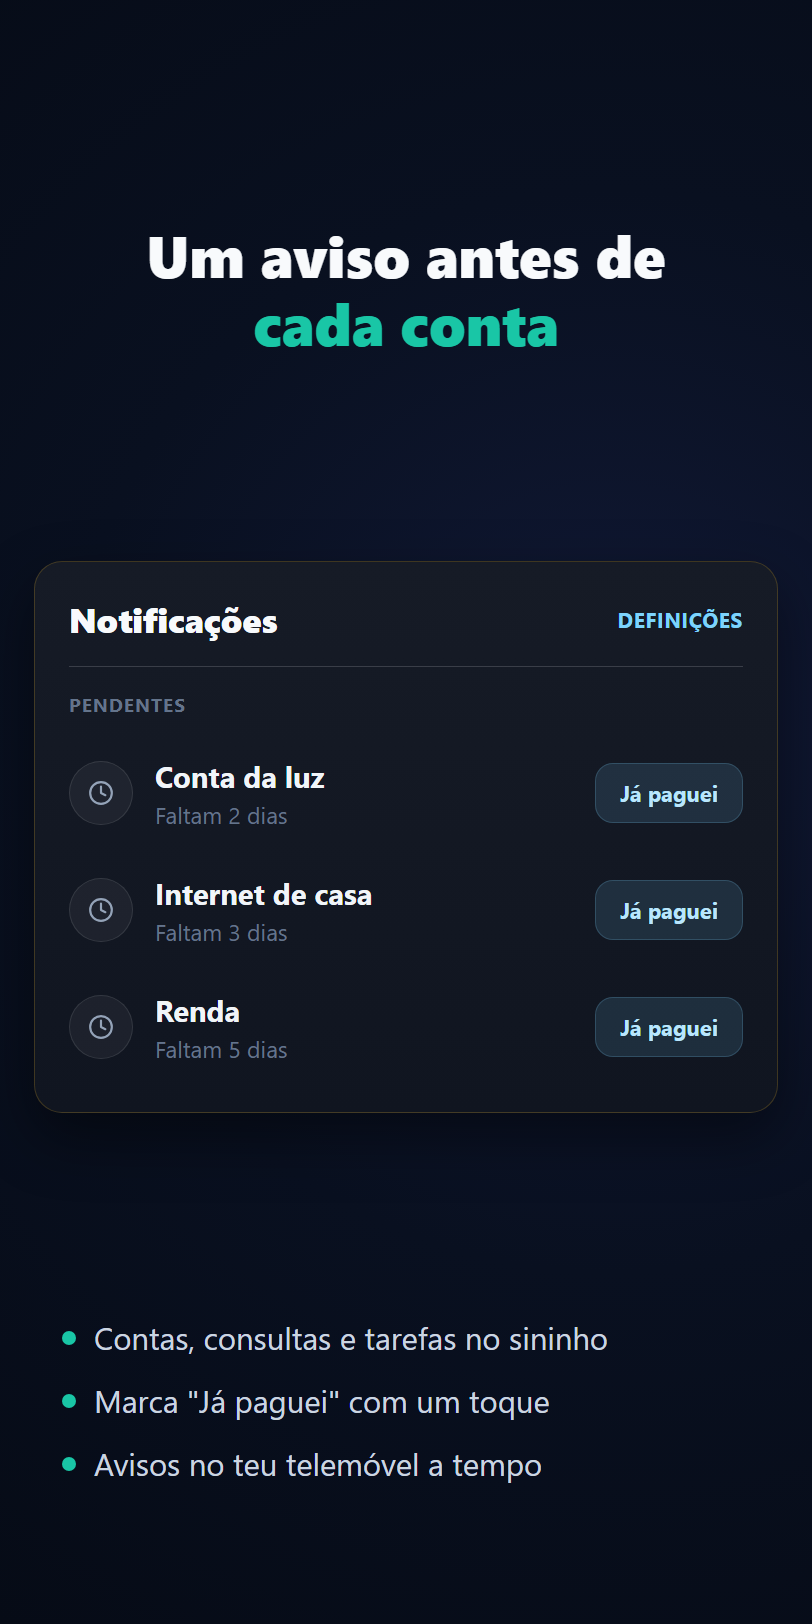 Um aviso antes de
cada conta
Notificações
DEFINIÇÕES
PENDENTES
Conta da luz
Faltam 2 dias
Já paguei
Internet de casa
Faltam 3 dias
Já paguei
Renda
Faltam 5 dias
Já paguei
Contas, consultas e tarefas no sininho
Marca "Já paguei" com um toque
Avisos no teu telemóvel a tempo